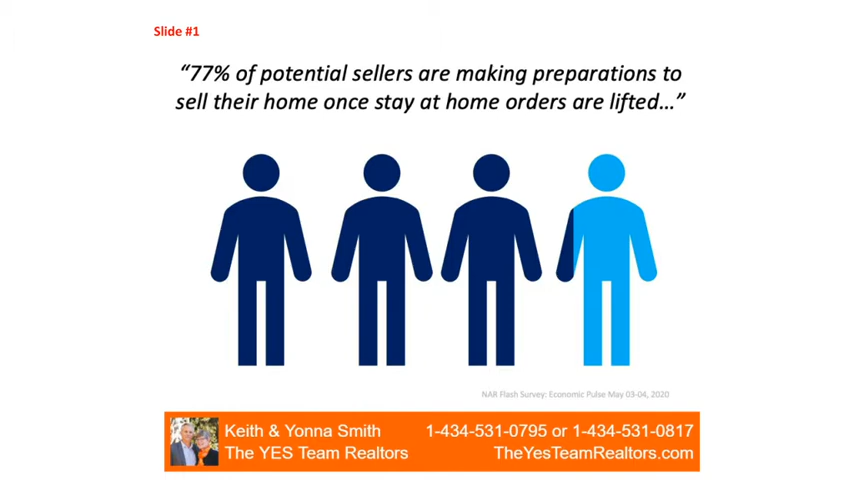 Slide #1
“77% of potential sellers are making preparations to
sell their home once stay at home orders are lifted…”
NAR Flash Survey: Economic Pulse May 03-04, 2020
Keith & Yonna Smith
1-434-531-0795 or 1-434-531-0817
The YES Team Realtors
TheYesTeamRealtors.com